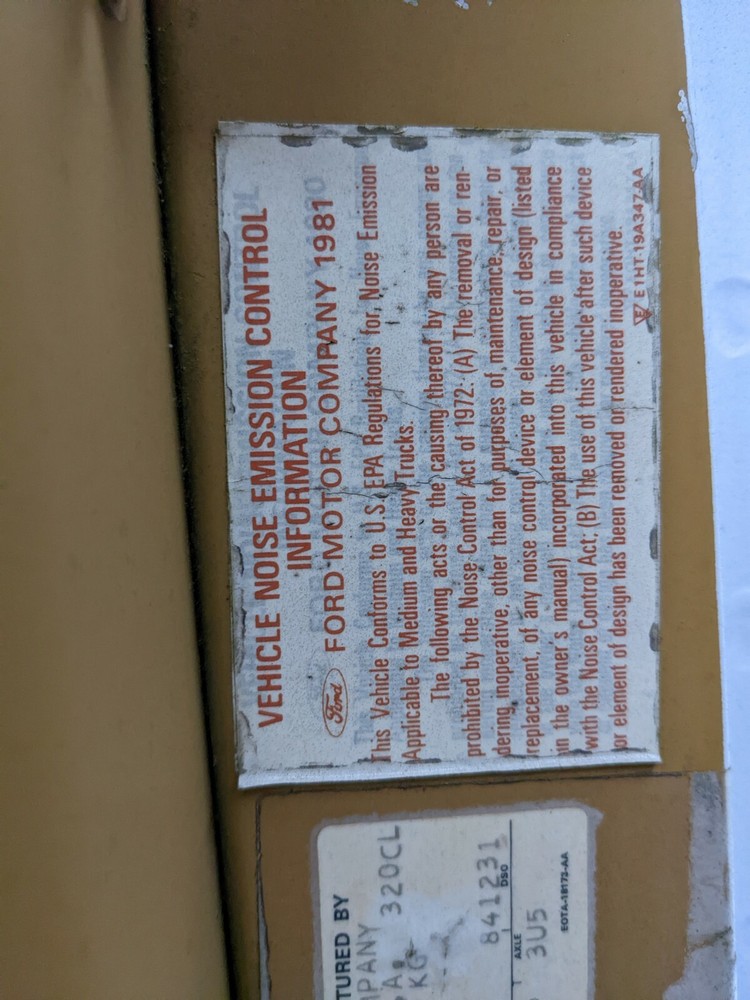 VEHICLE NOISE EMISSION CONTROL
INFORMATION
Ford FORD MOTOR COMPANY 1981
This Vehicle Conforms to U.S. EPA Regulations for Noise Emission
Applicable to Medium and Heavy Trucks.
The following acts or the causing thereof by any person are
prohibited by the Noise Control Act of 1972: (A) The removal or ren-
dering inoperative, other than for purposes of maintenance, repair, or
replacement, of any noise control device or element of design (listed
in the owner's manual) incorporated into this vehicle in compliance
with the Noise Control Act; (B) The use of this vehicle after such device
or element of design has been removed or rendered inoperative.
E1HT-19A347-AA
TURED BY
MPANY 320CL
KG
841231
DSO
AXLE
3U5
EOTA-1B173-AA